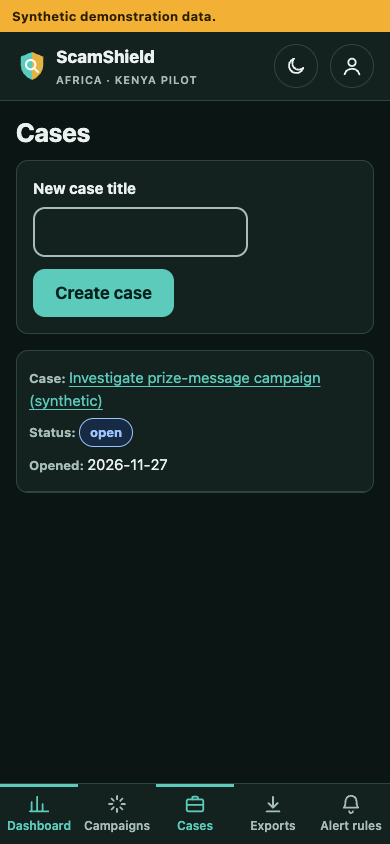 Synthetic demonstration data.
ScamShield
AFRICA · KENYA PILOT
Cases
New case title
Create case
Case: Investigate prize-message campaign
(synthetic)
Status: open
Opened: 2026-11-27
Dashboard Campaigns Cases Exports Alert rules